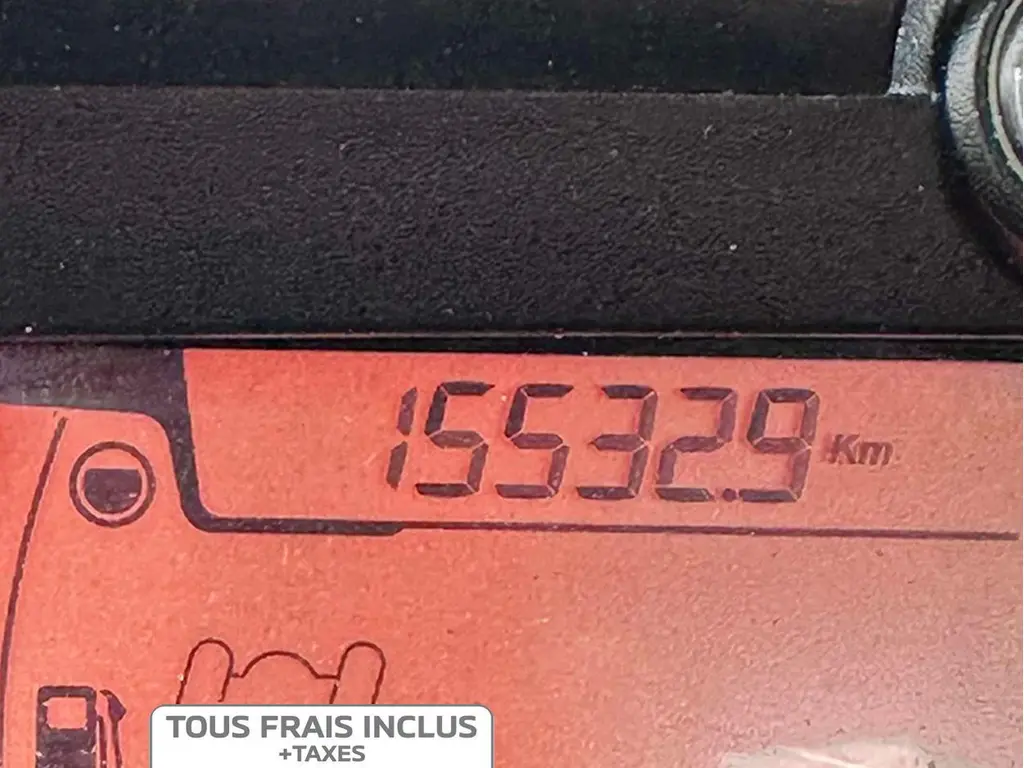 15532.9 Km
TOUS FRAIS INCLUS
+TAXES